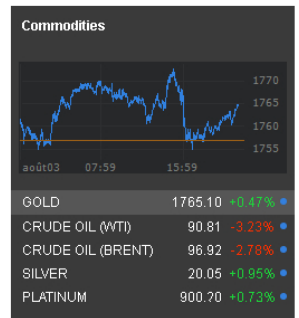 Commodities
1770
1765
1760
1755
août03 07:59 15:59
GOLD 1765.10 +0.47%
CRUDE OIL (WTI) 90.81 -3.23%
CRUDE OIL (BRENT) 96.92 -2.78%
SILVER 20.05 +0.95%
PLATINUM 900.70 +0.73%